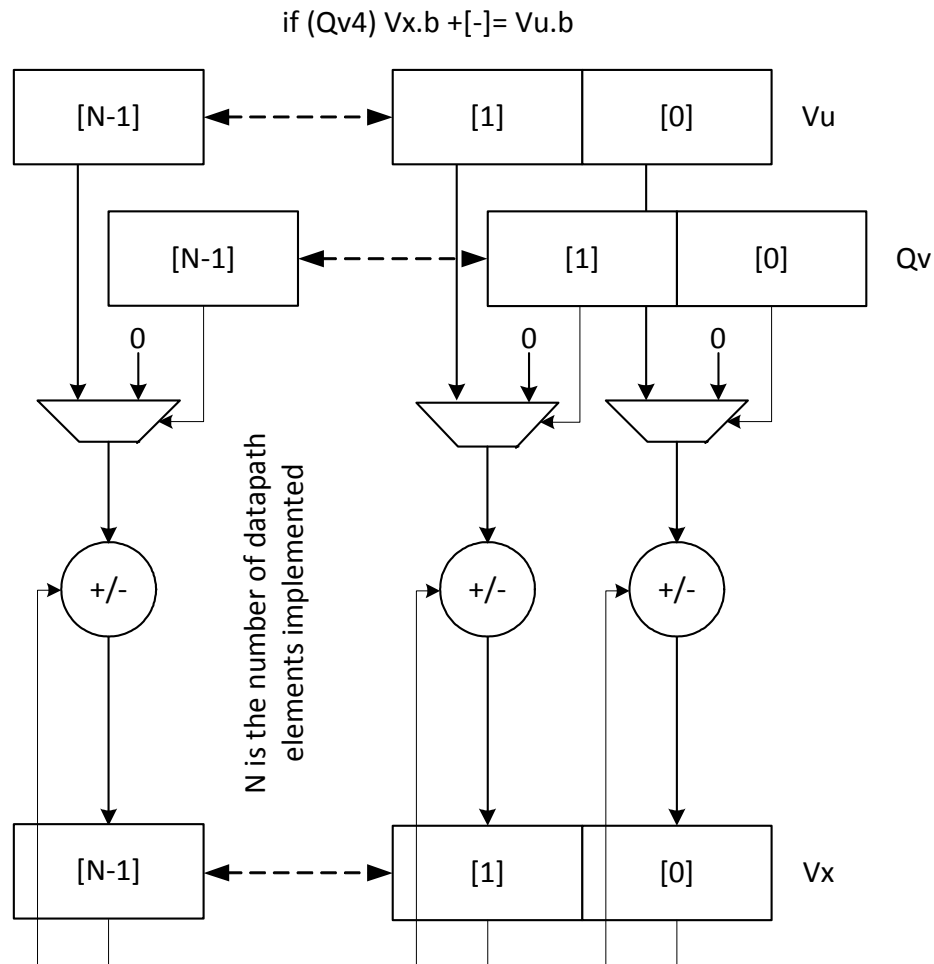 if (Qv4) Vx.b +[-]= Vu.b
[N-1] [1] [0] Vu
[N-1] [1] [0] Qv
0 0 0
N is the number of datapath
elements implemented
+/- +/- +/-
[N-1] [1] [0] Vx